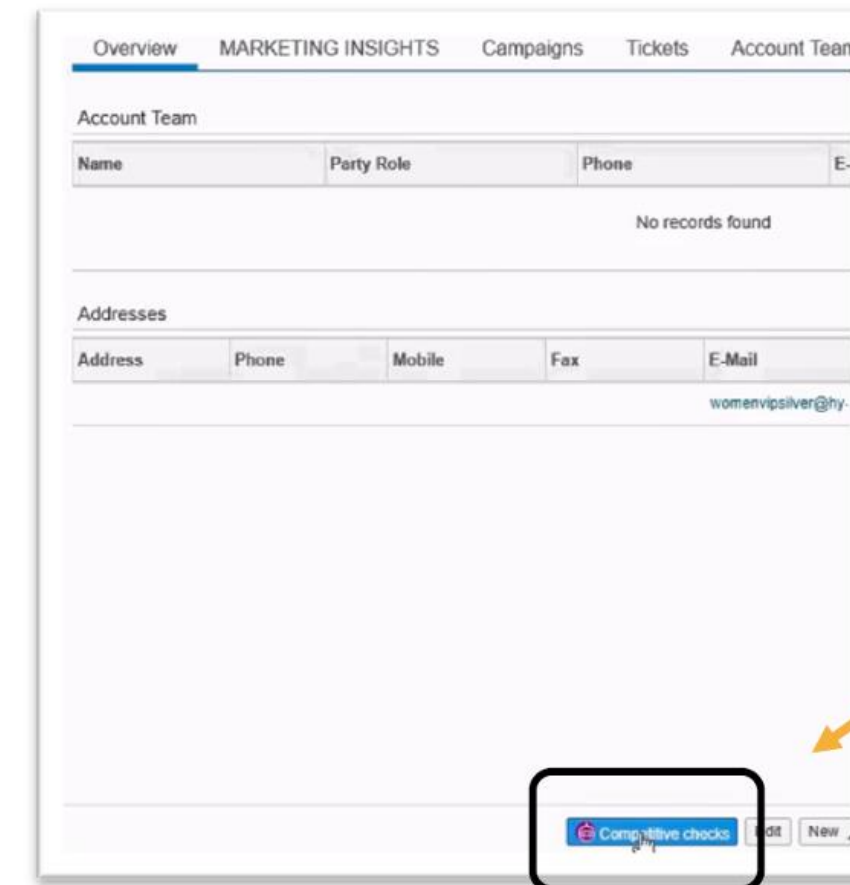 Overview MARKETING INSIGHTS Campaigns Tickets Account Team
Account Team
Name Party Role Phone E-
No records found
Addresses
Address Phone Mobile Fax E-Mail
womenvipsilver@hy-
Competitive checks Edit New